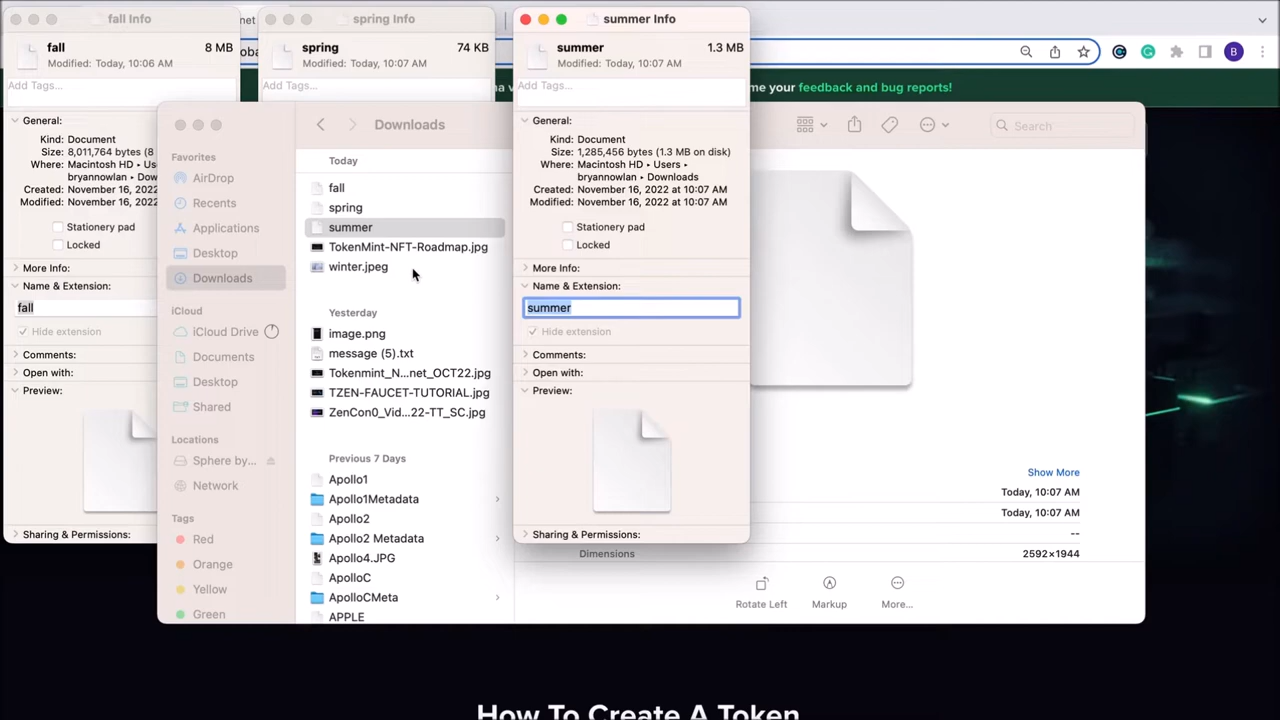 fall Info
spring Info
summer Info
net
oba
B
fall
8 MB
Modified: Today, 10:06 AM
spring
74 KB
Modified: Today, 10:07 AM
summer
1.3 MB
Modified: Today, 10:07 AM
me your feedback and bug reports!
Add Tags...
Add Tags...
Add Tags...
General:
Kind: Document
Size: 8,011,764 bytes (8
Where: Macintosh HD ▸ Us
bryannowlan ▸ Dow
Created: November 16, 2022
Modified: November 16, 2022
Stationery pad
Locked
More Info:
Name & Extension:
fall
Hide extension
Comments:
Open with:
Preview:
Sharing & Permissions:
Favorites
AirDrop
Recents
Applications
Desktop
Downloads
iCloud
iCloud Drive
Documents
Desktop
Shared
Locations
Sphere by...
Network
Tags
Red
Orange
Yellow
Green
Downloads
Search
Today
fall
spring
summer
TokenMint-NFT-Roadmap.jpg
winter.jpeg
Yesterday
image.png
message (5).txt
Tokenmint_N...net_OCT22.jpg
TZEN-FAUCET-TUTORIAL.jpg
ZenCon0_Vid...22-TT_SC.jpg
Previous 7 Days
Apollo1
Apollo1Metadata
Apollo2
Apollo2 Metadata
Apollo4.JPG
ApolloC
ApolloCMeta
APPLE
General:
Kind: Document
Size: 1,285,456 bytes (1.3 MB on disk)
Where: Macintosh HD ▸ Users ▸
bryannowlan ▸ Downloads
Created: November 16, 2022 at 10:07 AM
Modified: November 16, 2022 at 10:07 AM
Stationery pad
Locked
More Info:
Name & Extension:
summer
Hide extension
Comments:
Open with:
Preview:
Sharing & Permissions:
Show More
Today, 10:07 AM
Today, 10:07 AM
--
Dimensions
2592×1944
Rotate Left
Markup
More...
How To Create A Token